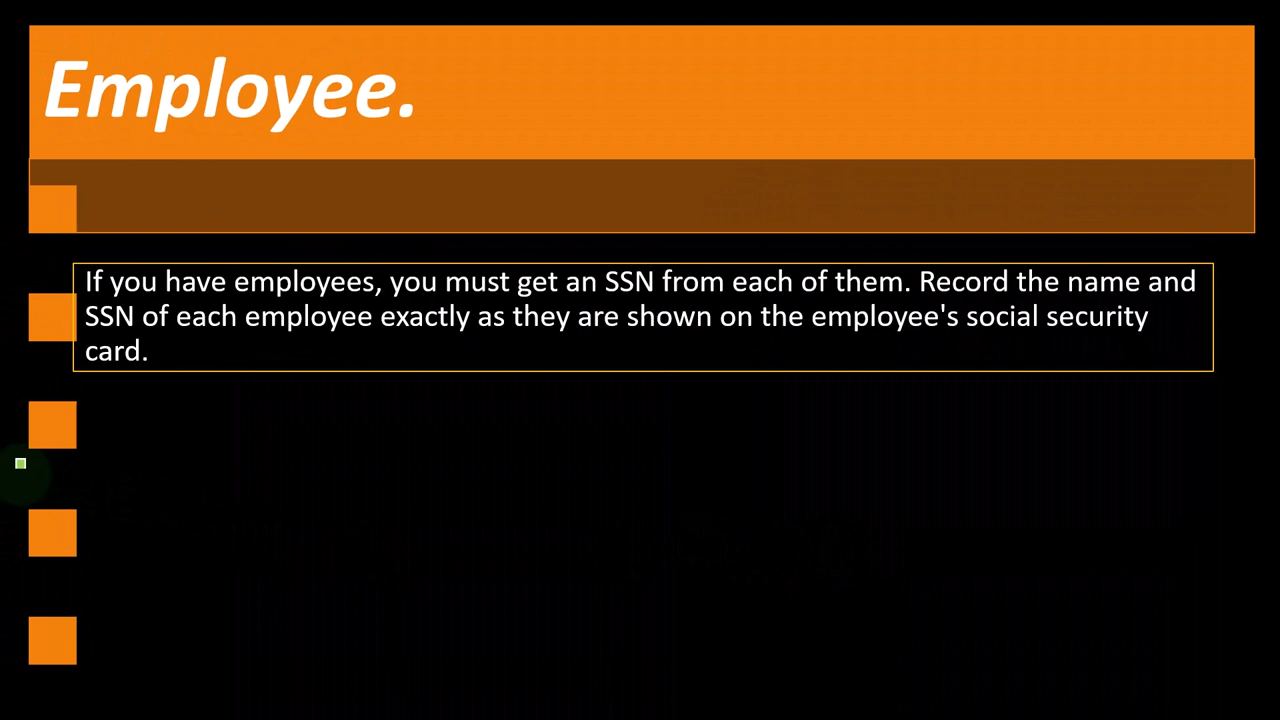 Employee.
If you have employees, you must get an SSN from each of them. Record the name and
SSN of each employee exactly as they are shown on the employee's social security
card.